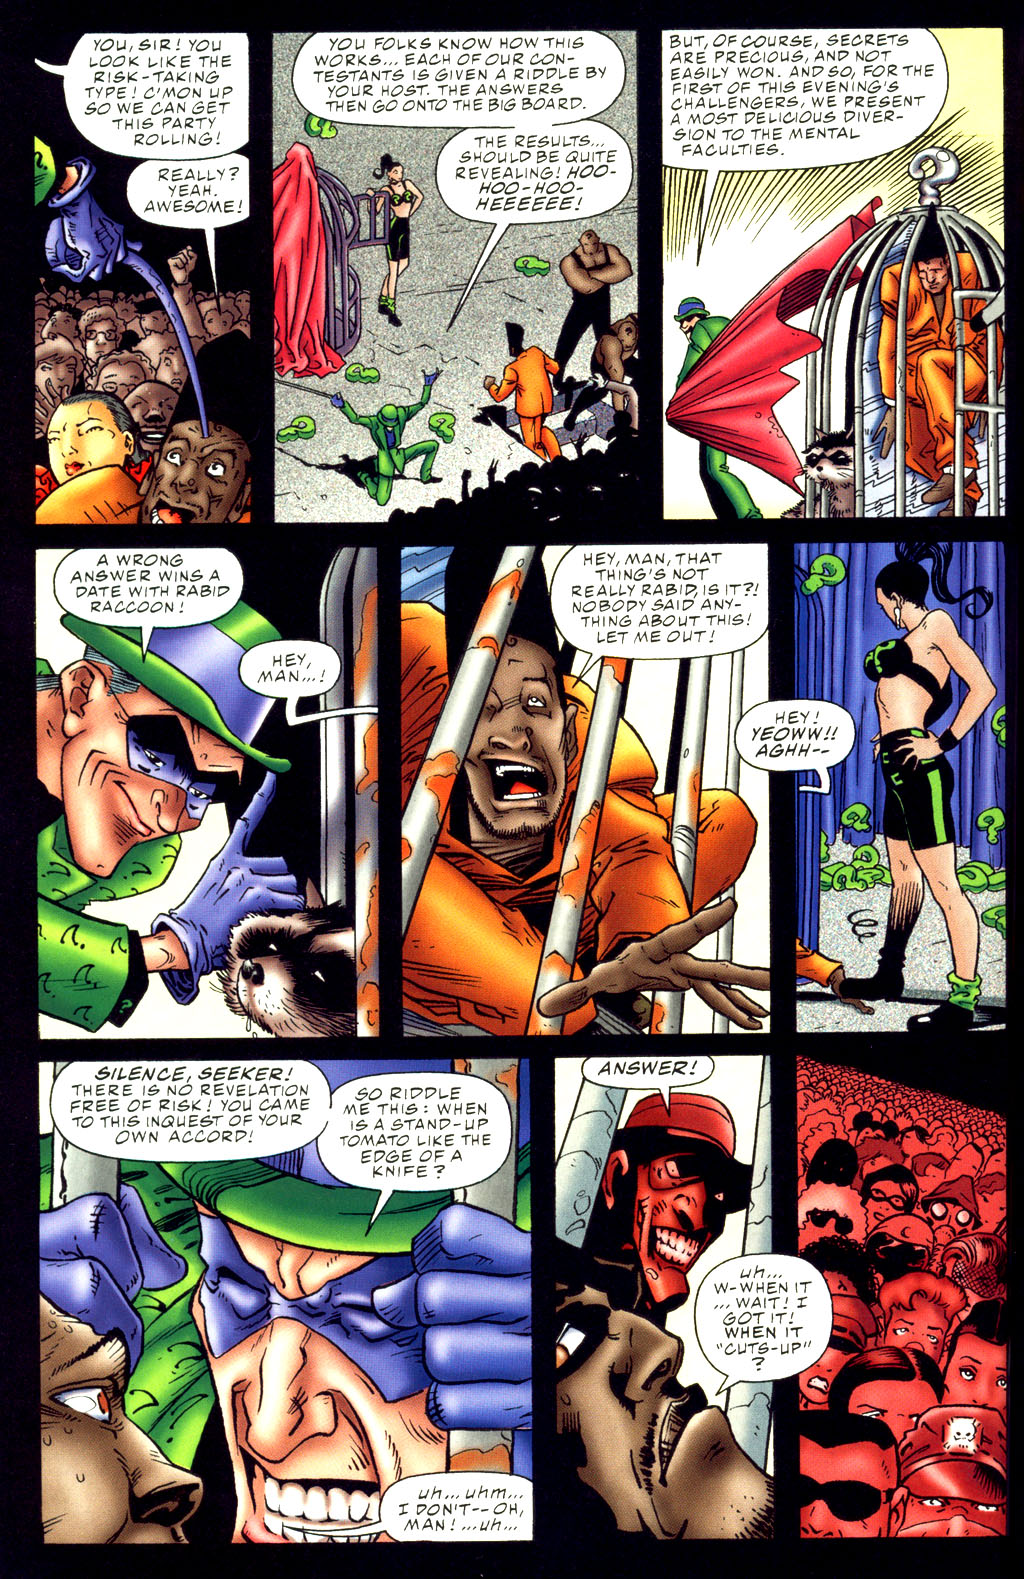 YOU, SIR! YOU
LOOK LIKE THE
RISK-TAKING
TYPE! C'MON UP
SO WE CAN GET
THIS PARTY
ROLLING!
REALLY?
YEAH.
AWESOME!
YOU FOLKS KNOW HOW THIS
WORKS... EACH OF OUR CON-
TESTANTS IS GIVEN A RIDDLE BY
YOUR HOST. THE ANSWERS
THEN GO ONTO THE BIG BOARD.
THE RESULTS...
SHOULD BE QUITE
REVEALING! HOO-
HOO-HOO-HOO-
HEEEEEE!
BUT, OF COURSE, SECRETS
ARE PRECIOUS, AND NOT
EASILY WON. AND SO, FOR THE
FIRST OF THIS EVENING'S
CHALLENGERS, WE PRESENT
A MOST DELICIOUS DIVER-
SION TO THE MENTAL
FACULTIES.
A WRONG
ANSWER WINS A
DATE WITH RABID
RACCOON!
HEY,
MAN...!
HEY, MAN, THAT
THING'S NOT
REALLY RABID, IS IT?!
NOBODY SAID ANY-
THING ABOUT THIS!
LET ME OUT!
HEY!
YEOWW!!
AGHH--
SILENCE, SEEKER!
THERE IS NO REVELATION
FREE OF RISK! YOU CAME
TO THIS INQUEST OF YOUR
OWN ACCORD!
SO RIDDLE
ME THIS: WHEN
IS A STAND-UP
TOMATO LIKE THE
EDGE OF A
KNIFE?
uh... uhm...
I DON'T-- OH,
MAN! ...uh...
ANSWER!
uh...
W-WHEN IT
... WAIT! I
GOT IT!
WHEN IT
"CUTS-UP"
?